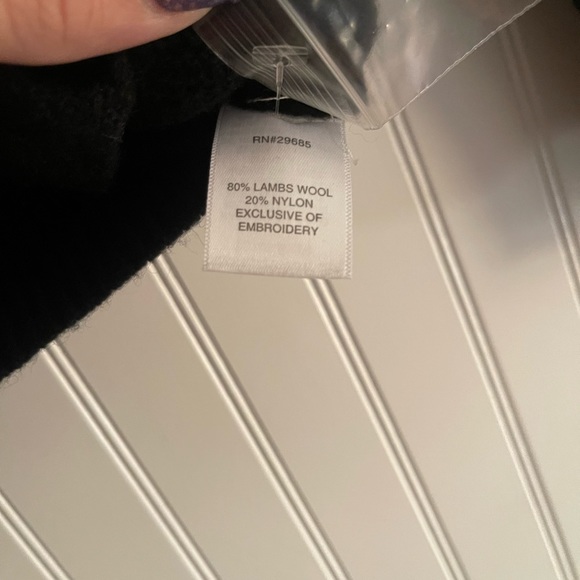 RN#29685
80% LAMBS WOOL
20% NYLON
EXCLUSIVE OF
EMBROIDERY